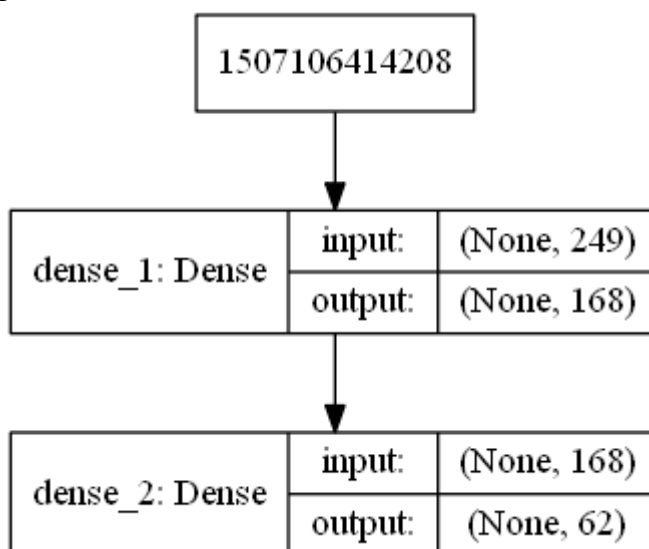 1507106414208
dense_1: Dense
input:
(None, 249)
output:
(None, 168)
dense_2: Dense
input:
(None, 168)
output:
(None, 62)